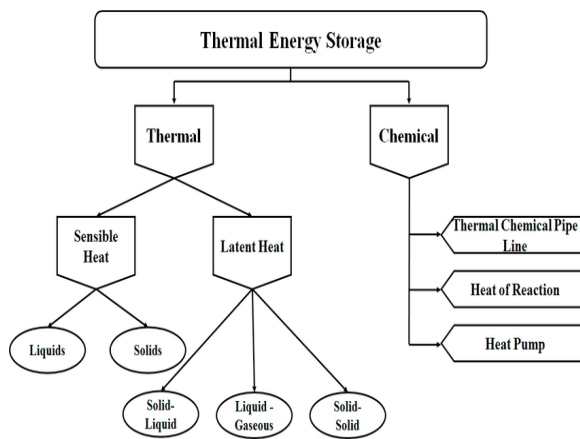 Thermal Energy Storage
Thermal
Chemical
Sensible
Heat
Latent Heat
Thermal Chemical Pipe
Line
Heat of Reaction
Heat Pump
Liquids
Solids
Solid-
Liquid
Liquid -
Gaseous
Solid-
Solid